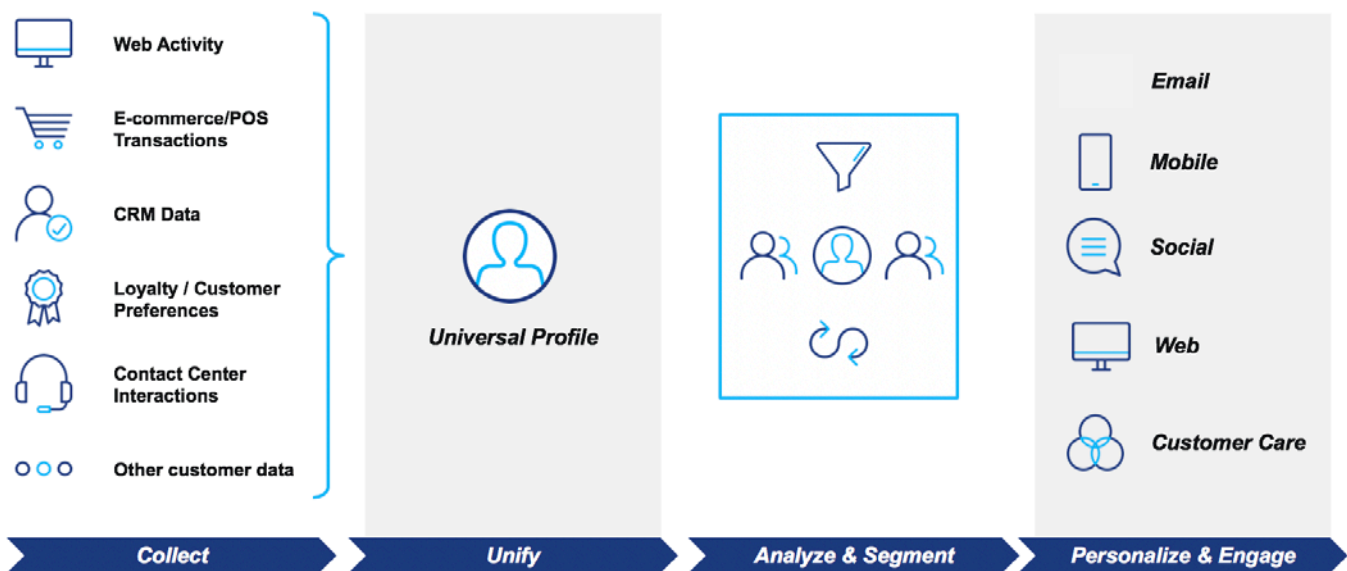 Web Activity
E-commerce/POS
Transactions
CRM Data
Loyalty / Customer
Preferences
Contact Center
Interactions
Other customer data
Universal Profile
Email
Mobile
Social
Web
Customer Care
Collect
Unify
Analyze & Segment
Personalize & Engage